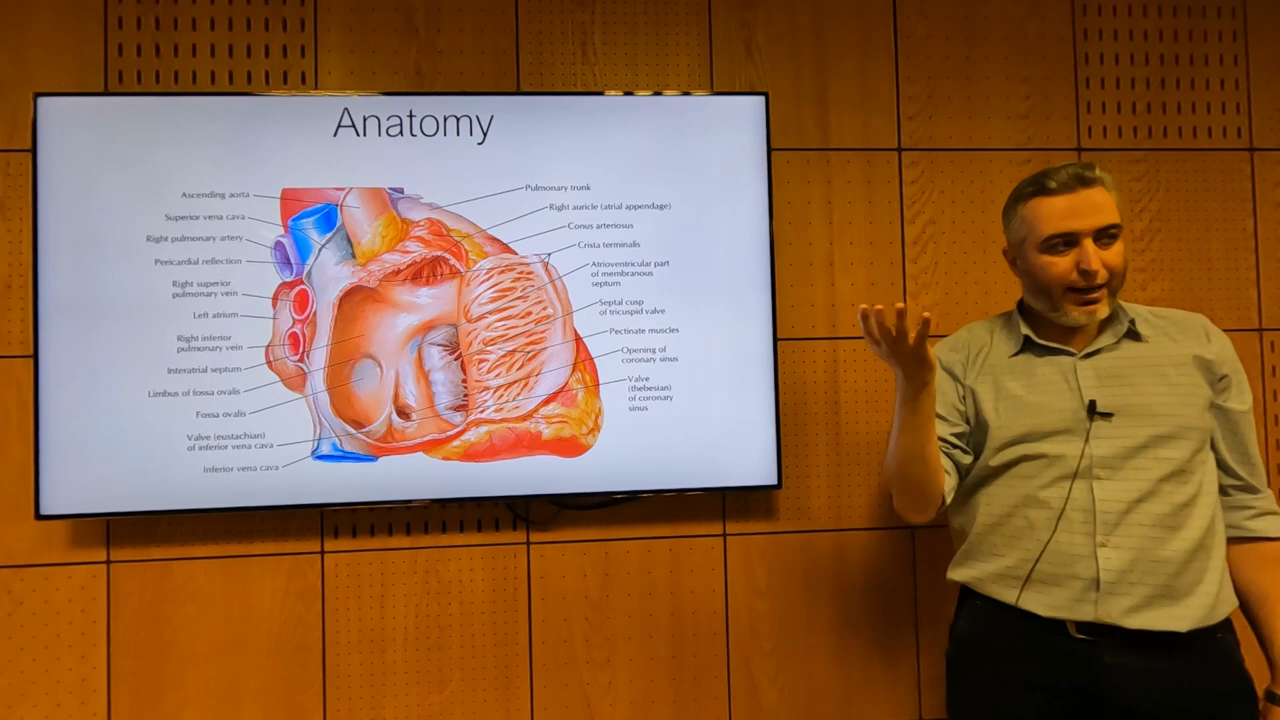 Anatomy
Ascending aorta
Superior vena cava
Right pulmonary artery
Pericardial reflection
Right superior
pulmonary vein
Left atrium
Right inferior
pulmonary vein
Interatrial septum
Limbus of fossa ovalis
Fossa ovalis
Valve (eustachian)
of inferior vena cava
Inferior vena cava
Pulmonary trunk
Right auricle (atrial appendage)
Conus arteriosus
Crista terminalis
Atrioventricular part
of membranous
septum
Septal cusp
of tricuspid valve
Pectinate muscles
Opening of
coronary sinus
Valve
(thebesian)
of coronary
sinus